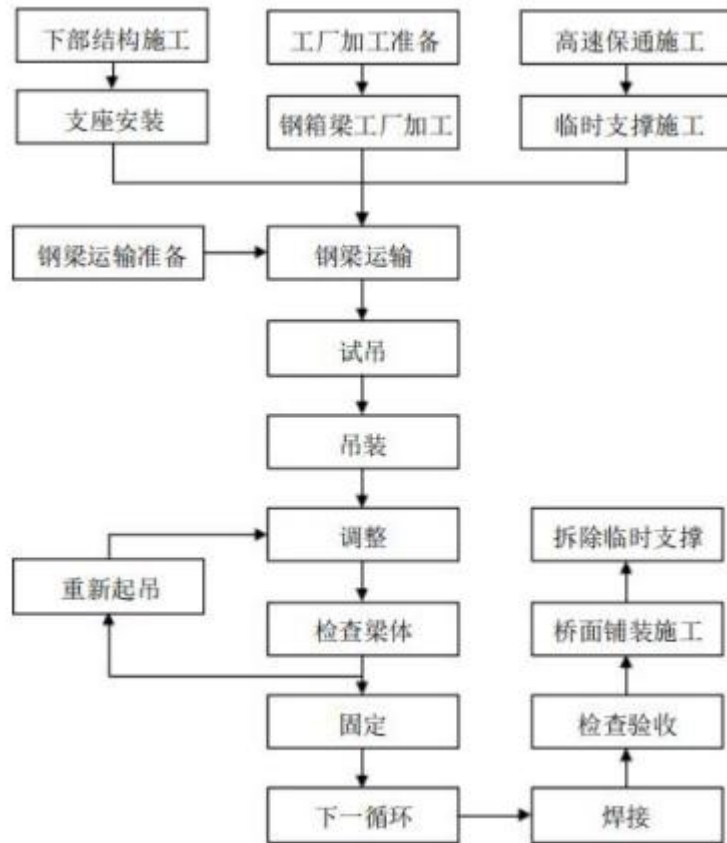 下部结构施工
工厂加工准备
高速保通施工
支座安装
钢箱梁工厂加工
临时支撑施工
钢梁运输准备
钢梁运输
试吊
吊装
调整
拆除临时支撑
重新起吊
检查梁体
桥面铺装施工
固定
检查验收
下一循环
焊接